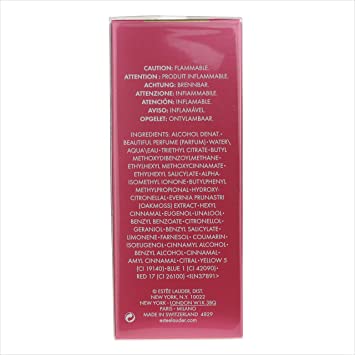 CAUTION: FLAMMABLE.
ATTENTION : PRODUIT INFLAMMABLE.
ACHTUNG: BRENNBAR.
ATTENZIONE: INFIAMMABILE.
ATENCIÓN: INFLAMABLE.
AVISO: INFLAMÁVEL.
OPGELET: ONTVLAMBAAR.
INGREDIENTS: ALCOHOL DENAT.•
BEAUTIFUL PERFUME (PARFUM)•WATER\
AQUA\EAU•TRIETHYL CITRATE•BUTYL
METHOXYDIBENZOYLMETHANE•
ETHYLHEXYL METHOXYCINNAMATE•
ETHYLHEXYL SALICYLATE•ALPHA-
ISOMETHYL IONONE•BUTYLPHENYL
METHYLPROPIONAL•HYDROXY-
CITRONELLAL•EVERNIA PRUNASTRI
(OAKMOSS) EXTRACT•HEXYL
CINNAMAL•EUGENOL•LINALOOL
BENZYL BENZOATE•CITRONELLOL•
GERANIOL•BENZYL SALICYLATE•
LIMONENE•FARNESOL•COUMARIN•
ISOEUGENOL•CINNAMYL ALCOHOL•
BENZYL ALCOHOL•CINNAMAL•
AMYL CINNAMAL•CITRAL•YELLOW 5
(CI 19140)•BLUE 1 (CI 42090)•
RED 17 (CI 26100) <I(N37891>
© ESTĒE LAUDER, DIST.
NEW YORK, N.Y. 10022
NEW YORK • LONDON W1K 3BQ
PARIS • MILANO
MADE IN SWITZERLAND 4829
esteelauder.com